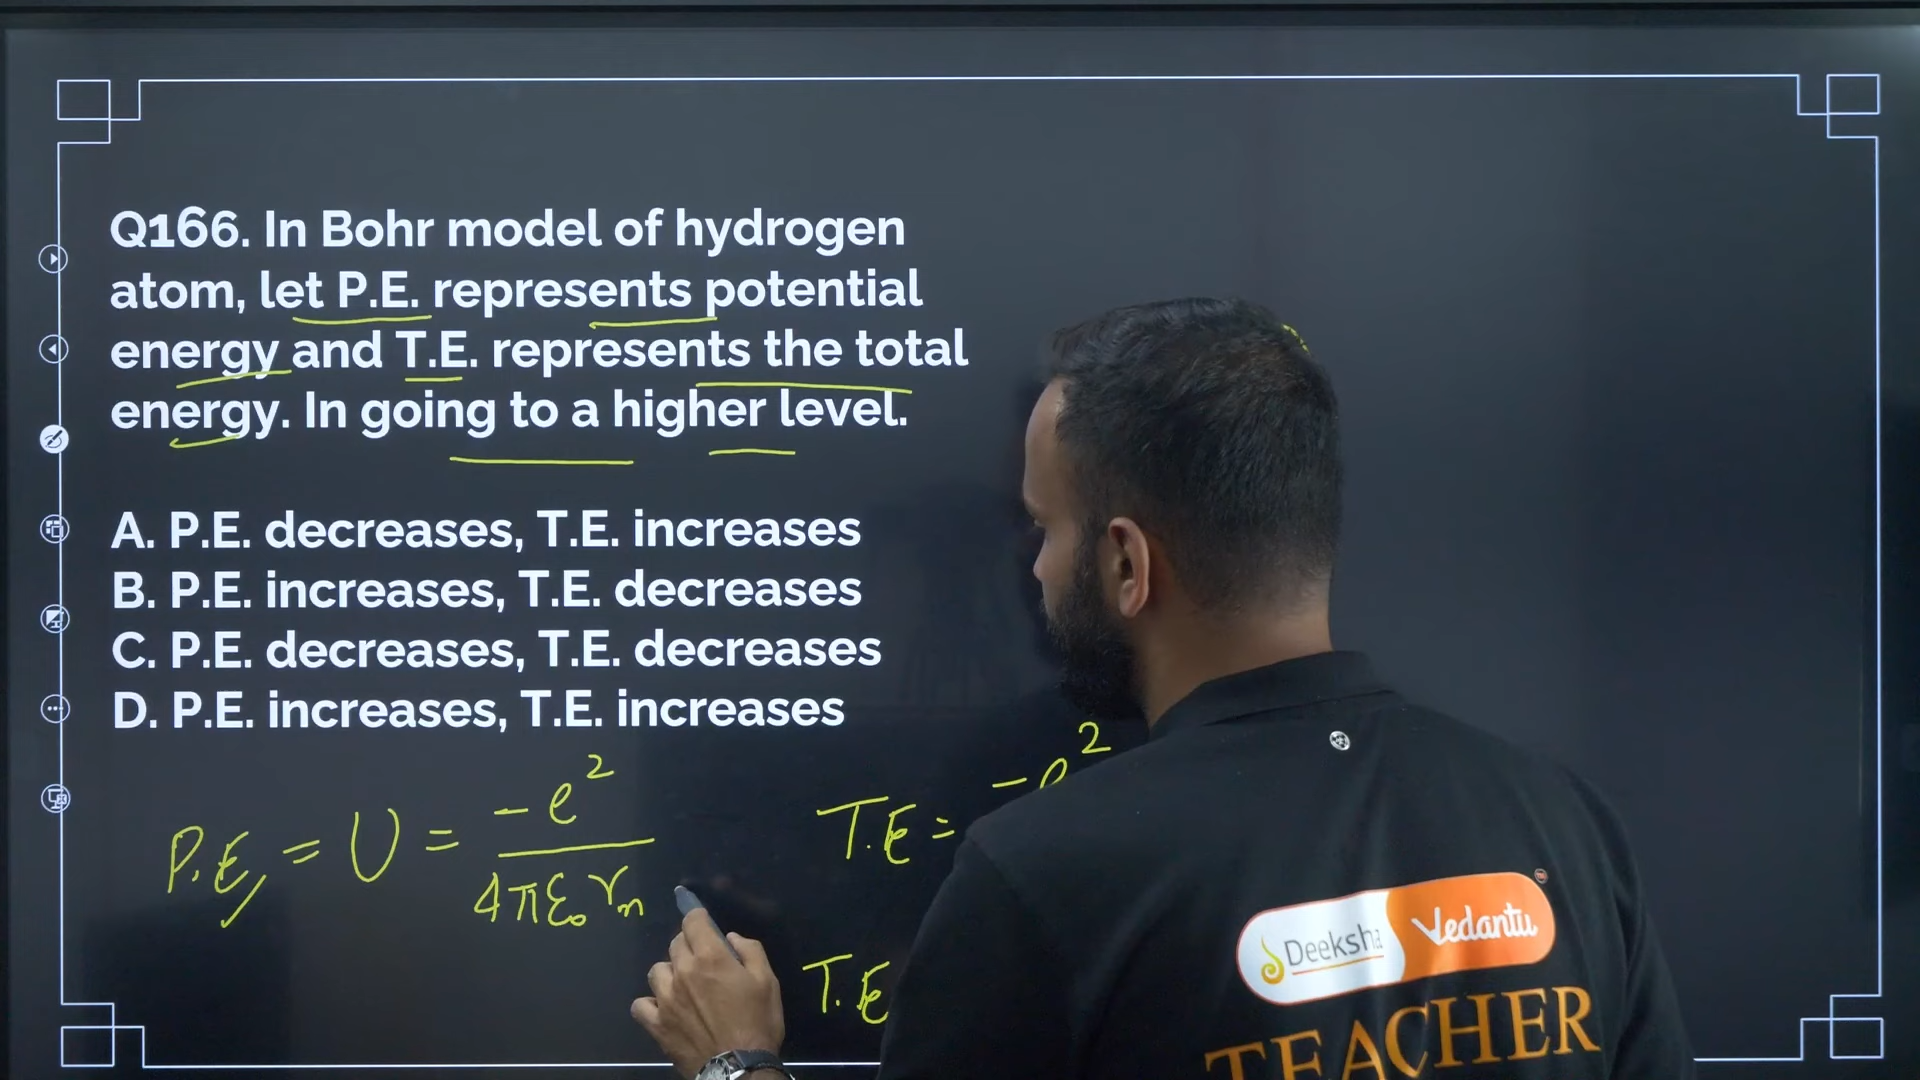 Q166. In Bohr model of hydrogen
atom, let P.E. represents potential
energy and T.E. represents the total
energy. In going to a higher level.
A. P.E. decreases, T.E. increases
B. P.E. increases, T.E. decreases
C. P.E. decreases, T.E. decreases
D. P.E. increases, T.E. increases
P.E = U = -e² / 4πε₀rₙ
T.E = -e²
T.E
Deeksha Vedantu
TEACHER